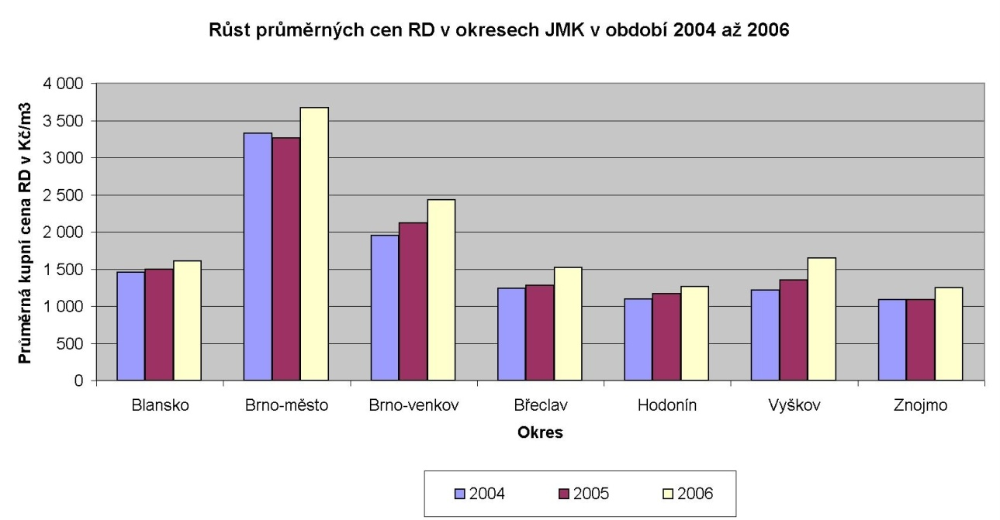 Růst průměrných cen RD v okresech JMK v období 2004 až 2006
Průměrná kupní cena RD v Kč/m3
4 000
3 500
3 000
2 500
2 000
1 500
1 000
500
0
Blansko Brno-město Brno-venkov Břeclav Hodonín Vyškov Znojmo
Okres
2004 2005 2006